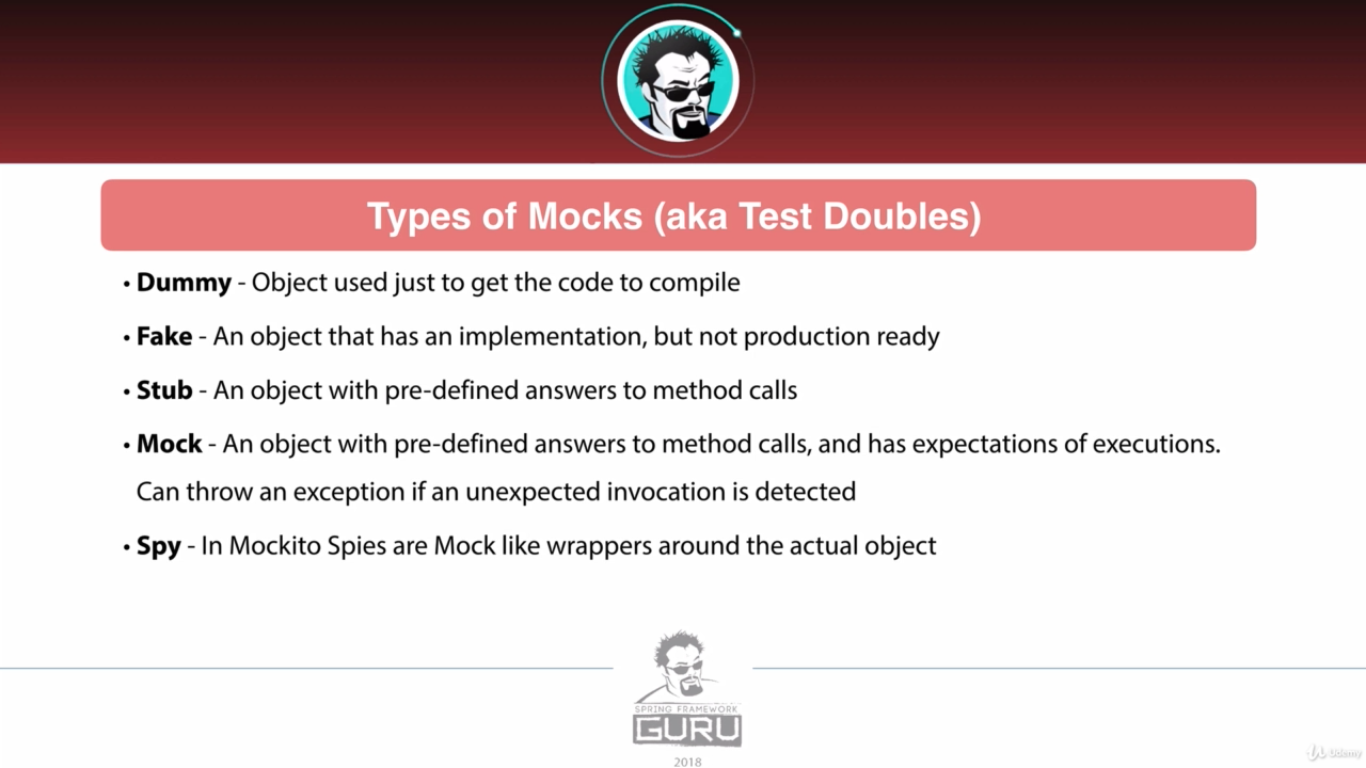 Types of Mocks (aka Test Doubles)
• Dummy - Object used just to get the code to compile
• Fake - An object that has an implementation, but not production ready
• Stub - An object with pre-defined answers to method calls
• Mock - An object with pre-defined answers to method calls, and has expectations of executions.
Can throw an exception if an unexpected invocation is detected
• Spy - In Mockito Spies are Mock like wrappers around the actual object
SPRING FRAMEWORK
GURU
2018
Udemy